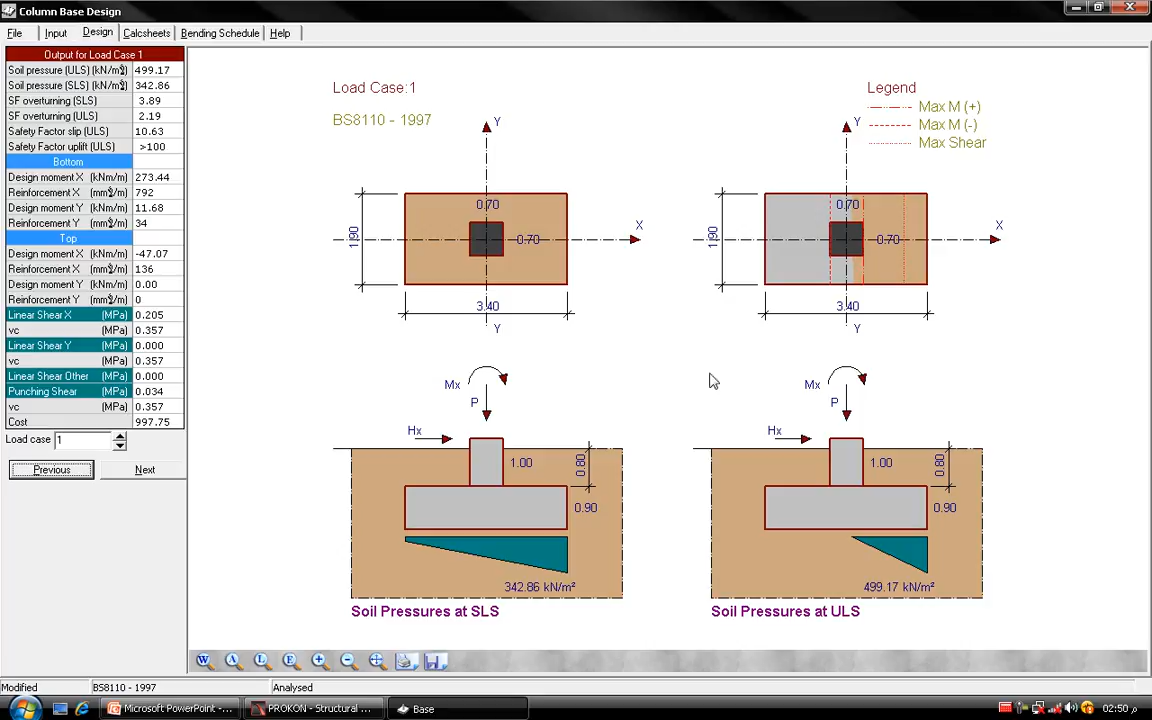 Column Base Design
File Input Design Calcsheets Bending Schedule Help
Output for Load Case 1
Soil pressure (ULS) (kN/m²) 499.17
Soil pressure (SLS) (kN/m²) 342.86
SF overturning (SLS) 3.89
SF overturning (ULS) 2.19
Safety Factor slip (ULS) 10.63
Safety Factor uplift (ULS) >100
Bottom
Design moment X (kNm/m) 273.44
Reinforcement X (mm²/m) 792
Design moment Y (kNm/m) 11.68
Reinforcement Y (mm²/m) 34
Top
Design moment X (kNm/m) -47.07
Reinforcement X (mm²/m) 136
Design moment Y (kNm/m) 0.00
Reinforcement Y (mm²/m) 0
Linear Shear X (MPa) 0.205
vc (MPa) 0.357
Linear Shear Y (MPa) 0.000
vc (MPa) 0.357
Linear Shear Other (MPa) 0.000
Punching Shear (MPa) 0.034
vc (MPa) 0.357
Cost 997.75
Load case 1
Previous Next
Load Case:1
BS8110 - 1997
Legend
Max M (+)
Max M (-)
Max Shear
Y
0.70
X
1.90
0.70
3.40
Y
Y
0.70
X
1.90
0.70
3.40
Y
Mx
P
Hx
1.00
0.80
0.90
342.86 kN/m²
Soil Pressures at SLS
Mx
P
Hx
1.00
0.80
0.90
499.17 kN/m²
Soil Pressures at ULS
W A L E
Modified BS8110 - 1997 Analysed
Microsoft PowerPoint -... PROKON - Structural ... Base 02:50 م